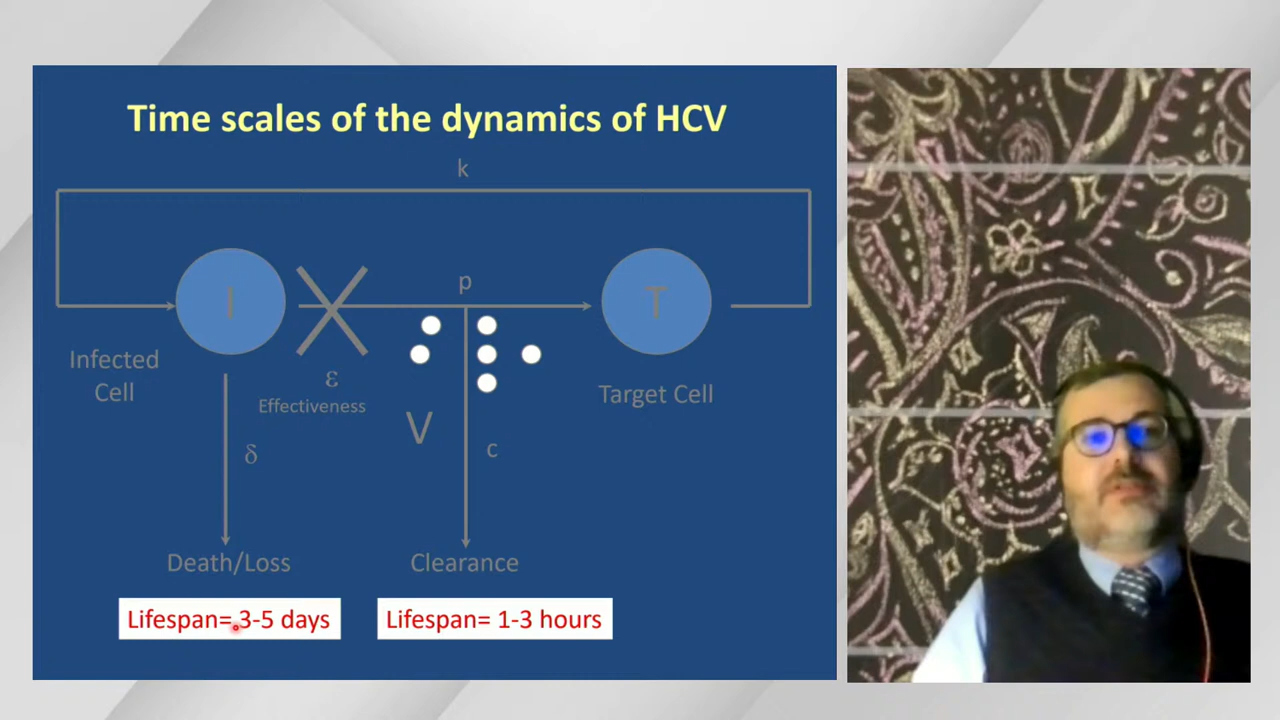 Time scales of the dynamics of HCV
k
I
p
T
Infected
Cell
ε
Effectiveness
Target Cell
V
δ
c
Death/Loss
Clearance
Lifespan= 3-5 days
Lifespan= 1-3 hours